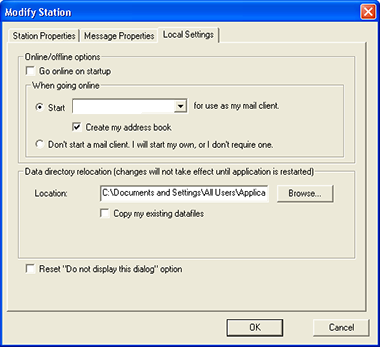 Modify Station
Station Properties Message Properties Local Settings
Online/offline options
Go online on startup
When going online
Start for use as my mail client.
Create my address book
Don't start a mail client. I will start my own, or I don't require one.
Data directory relocation (changes will not take effect until application is restarted)
Location: C:\Documents and Settings\All Users\Applica Browse...
Copy my existing datafiles
Reset "Do not display this dialog" option
OK Cancel